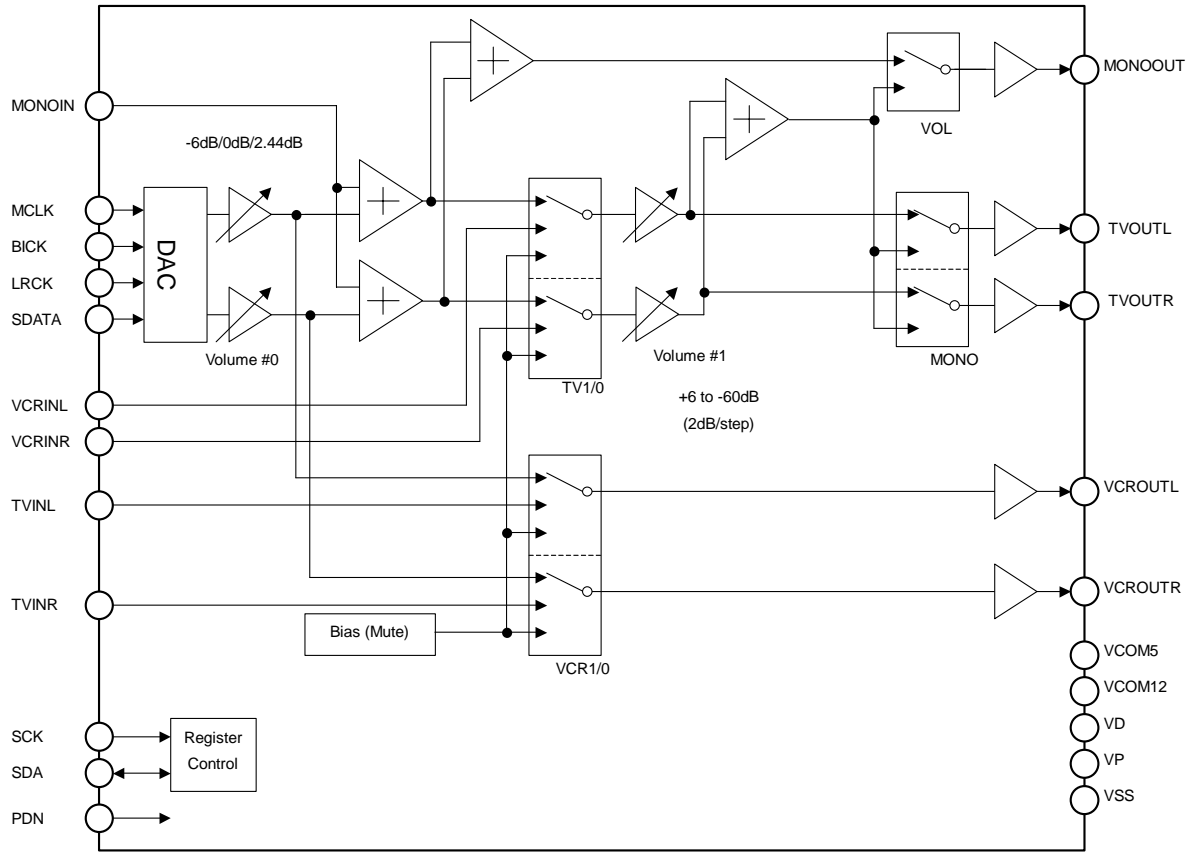 MONOIN
-6dB/0dB/2.44dB
MCLK
BICK
LRCK
SDATA
DAC
Volume #0
VCRINL
VCRINR
TVINL
TVINR
Bias (Mute)
SCK
SDA
PDN
Register
Control
TV1/0
VCR1/0
Volume #1
+6 to -60dB
(2dB/step)
VOL
MONO
MONOOUT
TVOUTL
TVOUTR
VCROUTL
VCROUTR
VCOM5
VCOM12
VD
VP
VSS